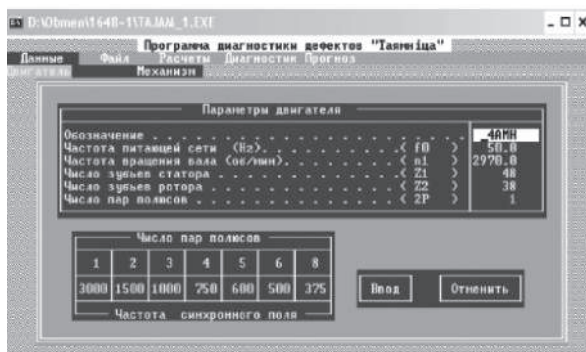 D:\Obmen\1648-1\TAJAM_1.EXE
Программа диагностики дефектов "Таямніца"
Данные Файл Расчеты Диагностик Прогноз
Двигатель Механизм
Параметры двигателя
Обозначение . . . . . . . . . . . . . . . . . . . . _4АМН
Частота питающей сети (Hz). . . . . . . . . . . . .< f0 > 50.0
Частота вращения вала (об/мин). . . . . . . . . . .< n1 > 2970.0
Число зубьев статора . . . . . . . . . . . . . . .< Z1 > 48
Число зубьев ротора . . . . . . . . . . . . . . . .< Z2 > 38
Число пар полюсов . . . . . . . . . . . . . . . . .< 2P > 1
Число пар полюсов
1 2 3 4 5 6 8
3000 1500 1000 750 600 500 375
Частота синхронного поля
Ввод Отменить